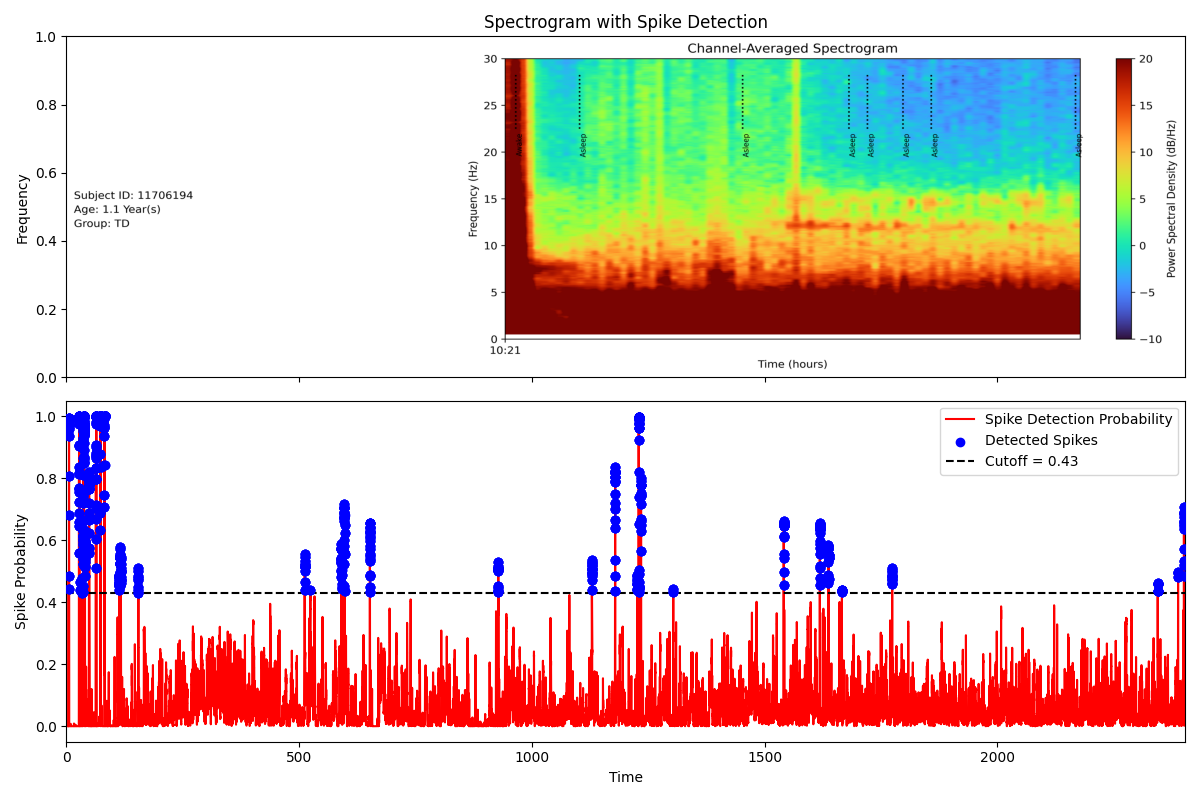 Spectrogram with Spike Detection
Channel-Averaged Spectrogram
1.0
0.8
0.6
0.4
0.2
0.0
Frequency
Subject ID: 11706194
Age: 1.1 Year(s)
Group: TD
30
25
20
15
10
5
0
Frequency (Hz)
Asleep
Asleep
Asleep
Asleep
Asleep
Asleep
Asleep
10:21
Time (hours)
20
15
10
5
0
−5
−10
Power Spectral Density (dB/Hz)
1.0
0.8
0.6
0.4
0.2
0.0
Spike Probability
Spike Detection Probability
Detected Spikes
Cutoff = 0.43
0
500
1000
1500
2000
Time